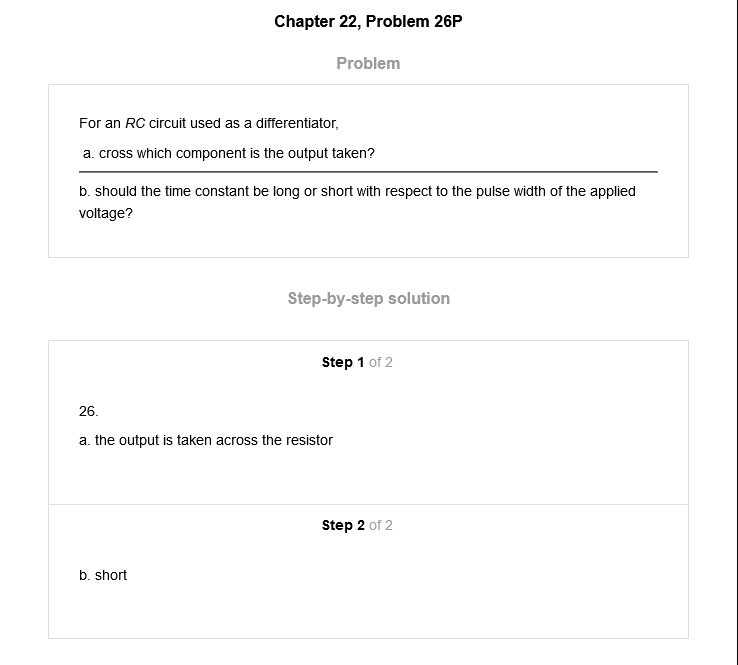 Chapter 22, Problem 26P
Problem
For an RC circuit used as a differentiator,
a. cross which component is the output taken?
b. should the time constant be long or short with respect to the pulse width of the applied
voltage?
Step-by-step solution
Step 1 of 2
26.
a. the output is taken across the resistor
Step 2 of 2
b. short